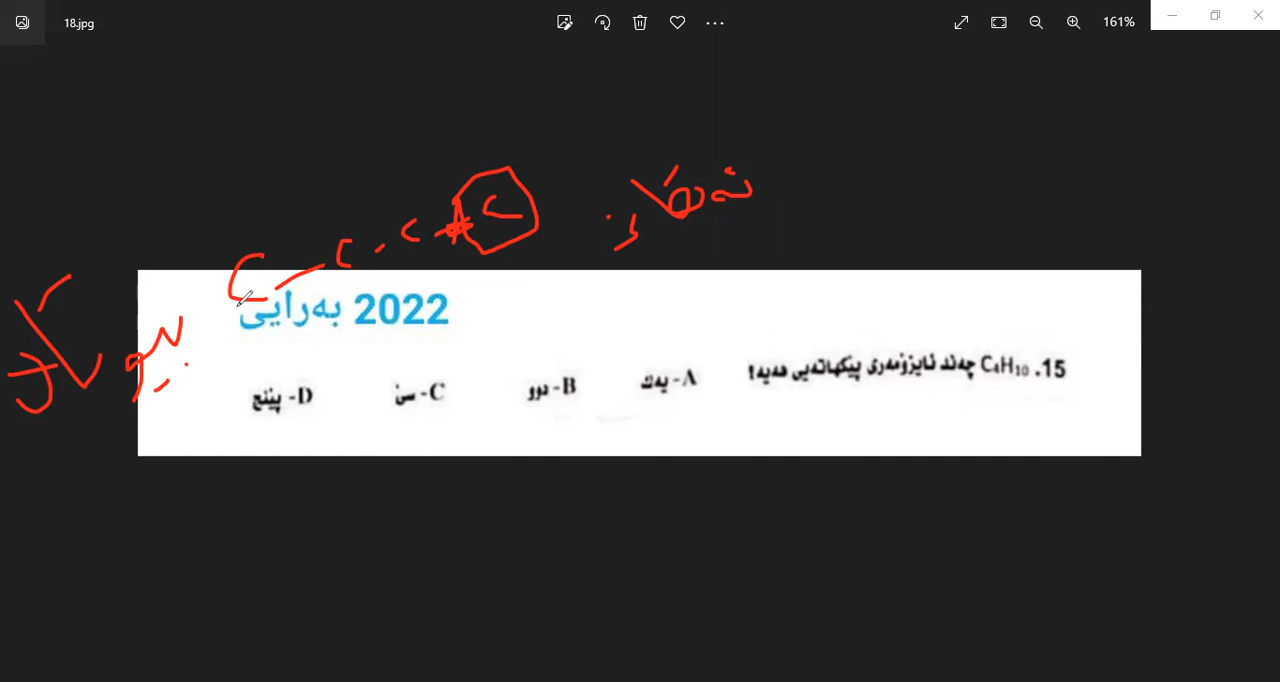 18.jpg
161%
C - C - C - C
2022 بەرایی
15. C₄H₁₀ چەند ئایزۆمەری پێکهاتەیی هەیە؟
A- یەك B- دوو C- سێ D- پێنج